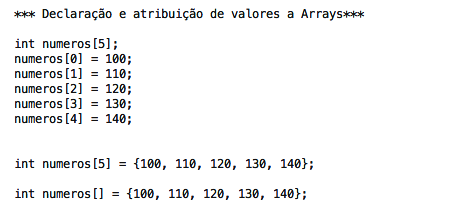 *** Declaração e atribuição de valores a Arrays***
int numeros[5];
numeros[0] = 100;
numeros[1] = 110;
numeros[2] = 120;
numeros[3] = 130;
numeros[4] = 140;
int numeros[5] = {100, 110, 120, 130, 140};
int numeros[] = {100, 110, 120, 130, 140};